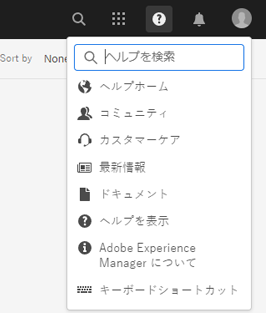 Sort by None
ヘルプを検索
ヘルプホーム
コミュニティ
カスタマーケア
最新情報
ドキュメント
ヘルプを表示
Adobe Experience
Manager について
キーボードショートカット